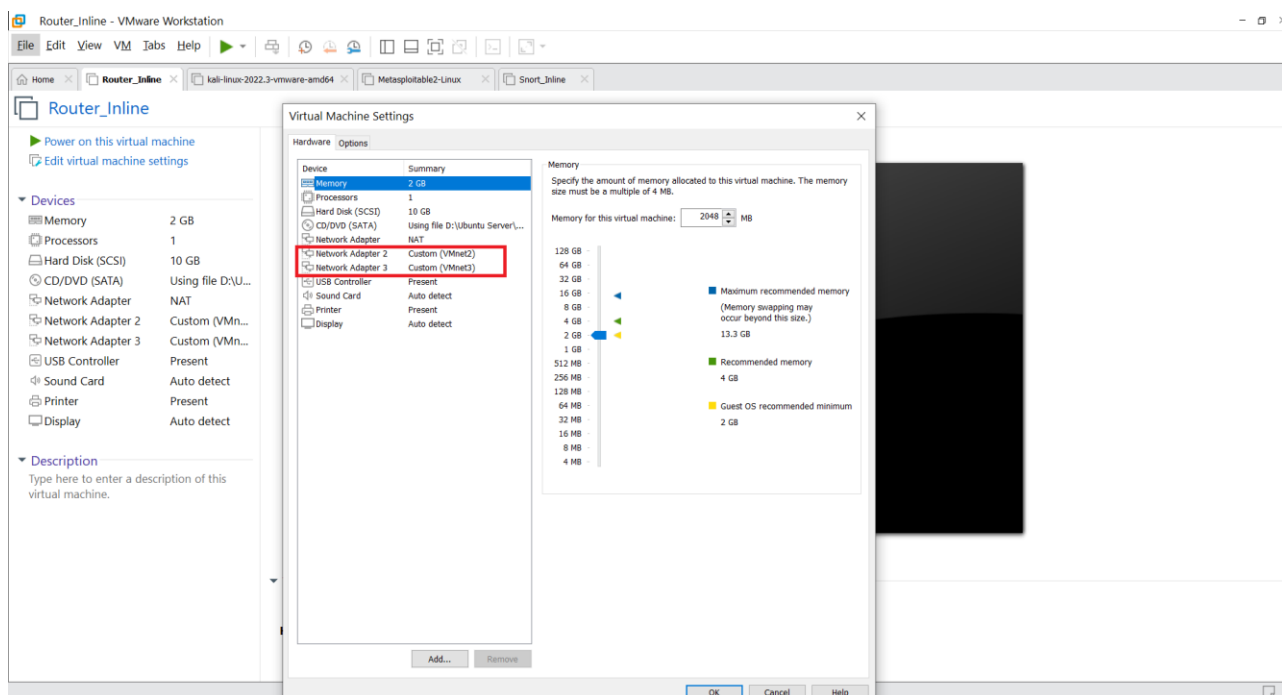 Router_Inline - VMware Workstation
File Edit View VM Tabs Help
Home Router_Inline kali-linux-2022.3-vmware-amd64 Metasploitable2-Linux Snort_Inline
Router_Inline
Power on this virtual machine
Edit virtual machine settings
Devices
Memory 2 GB
Processors 1
Hard Disk (SCSI) 10 GB
CD/DVD (SATA) Using file D:\U...
Network Adapter NAT
Network Adapter 2 Custom (VMn...
Network Adapter 3 Custom (VMn...
USB Controller Present
Sound Card Auto detect
Printer Present
Display Auto detect
Description
Type here to enter a description of this
virtual machine.
Virtual Machine Settings
Hardware Options
Device Summary
Memory 2 GB
Processors 1
Hard Disk (SCSI) 10 GB
CD/DVD (SATA) Using file D:\Ubuntu Server\,...
Network Adapter NAT
Network Adapter 2 Custom (VMnet2)
Network Adapter 3 Custom (VMnet3)
USB Controller Present
Sound Card Auto detect
Printer Present
Display Auto detect
Add... Remove
Memory
Specify the amount of memory allocated to this virtual machine. The memory
size must be a multiple of 4 MB.
Memory for this virtual machine: 2048 MB
128 GB
64 GB
32 GB
16 GB
8 GB
4 GB
2 GB
1 GB
512 MB
256 MB
128 MB
64 MB
32 MB
16 MB
8 MB
4 MB
Maximum recommended memory
(Memory swapping may
occur beyond this size.)
13.3 GB
Recommended memory
4 GB
Guest OS recommended minimum
2 GB
OK Cancel Help